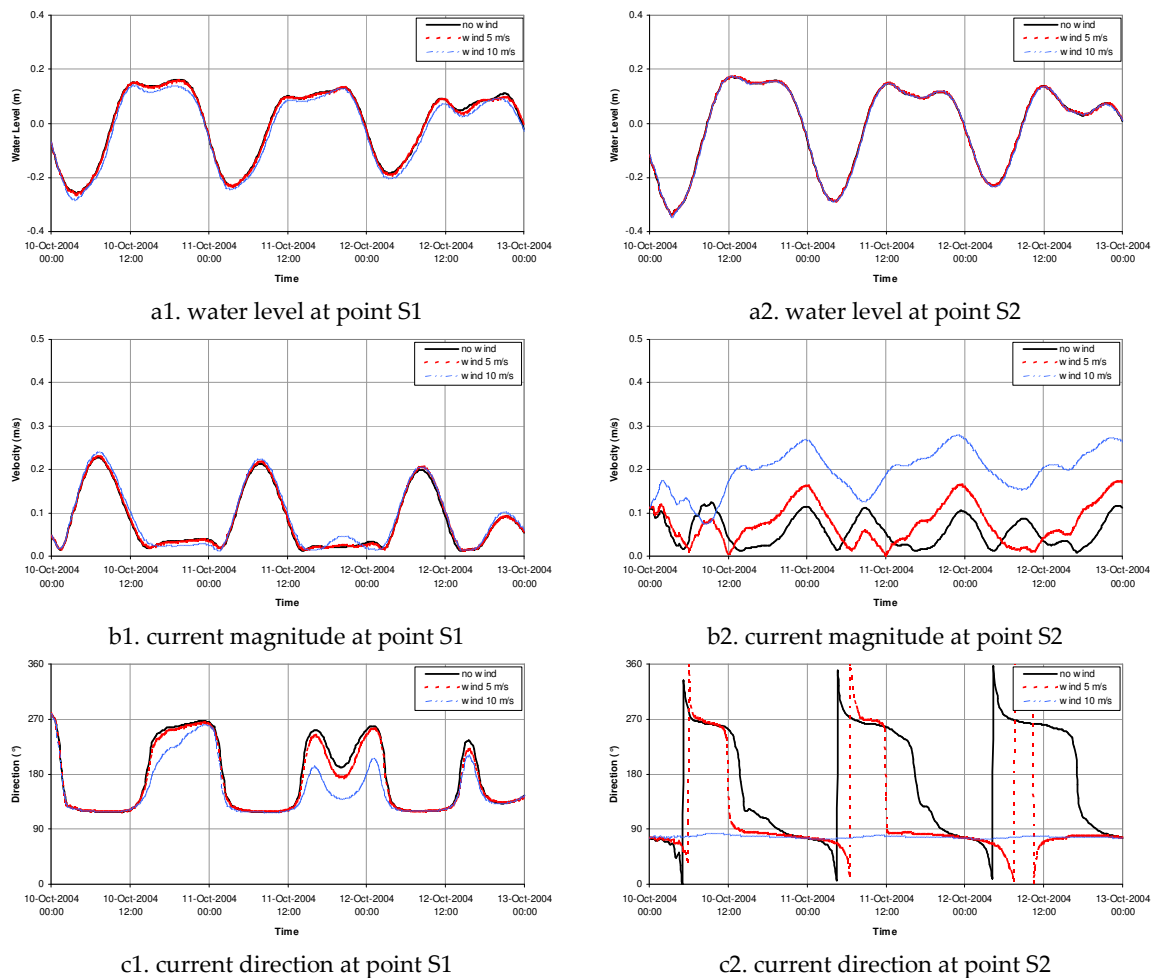 0.4
0.2
0.0
-0.2
-0.4
Water Level (m)
no wind
wind 5 m/s
wind 10 m/s
10-Oct-2004 10-Oct-2004 11-Oct-2004 11-Oct-2004 12-Oct-2004 12-Oct-2004 13-Oct-2004
00:00 12:00 00:00 12:00 00:00 12:00 00:00
Time
a1. water level at point S1
0.4
0.2
0.0
-0.2
-0.4
Water Level (m)
no wind
wind 5 m/s
wind 10 m/s
10-Oct-2004 10-Oct-2004 11-Oct-2004 11-Oct-2004 12-Oct-2004 12-Oct-2004 13-Oct-2004
00:00 12:00 00:00 12:00 00:00 12:00 00:00
Time
a2. water level at point S2
0.5
0.4
0.3
0.2
0.1
0.0
Velocity (m/s)
no wind
wind 5 m/s
wind 10 m/s
10-Oct-2004 10-Oct-2004 11-Oct-2004 11-Oct-2004 12-Oct-2004 12-Oct-2004 13-Oct-2004
00:00 12:00 00:00 12:00 00:00 12:00 00:00
Time
b1. current magnitude at point S1
0.5
0.4
0.3
0.2
0.1
0.0
Velocity (m/s)
no wind
wind 5 m/s
wind 10 m/s
10-Oct-2004 10-Oct-2004 11-Oct-2004 11-Oct-2004 12-Oct-2004 12-Oct-2004 13-Oct-2004
00:00 12:00 00:00 12:00 00:00 12:00 00:00
Time
b2. current magnitude at point S2
360
270
180
90
0
Direction (°)
no wind
wind 5 m/s
wind 10 m/s
10-Oct-2004 10-Oct-2004 11-Oct-2004 11-Oct-2004 12-Oct-2004 12-Oct-2004 13-Oct-2004
00:00 12:00 00:00 12:00 00:00 12:00 00:00
Time
c1. current direction at point S1
360
270
180
90
0
Direction (°)
no wind
wind 5 m/s
wind 10 m/s
10-Oct-2004 10-Oct-2004 11-Oct-2004 11-Oct-2004 12-Oct-2004 12-Oct-2004 13-Oct-2004
00:00 12:00 00:00 12:00 00:00 12:00 00:00
Time
c2. current direction at point S2